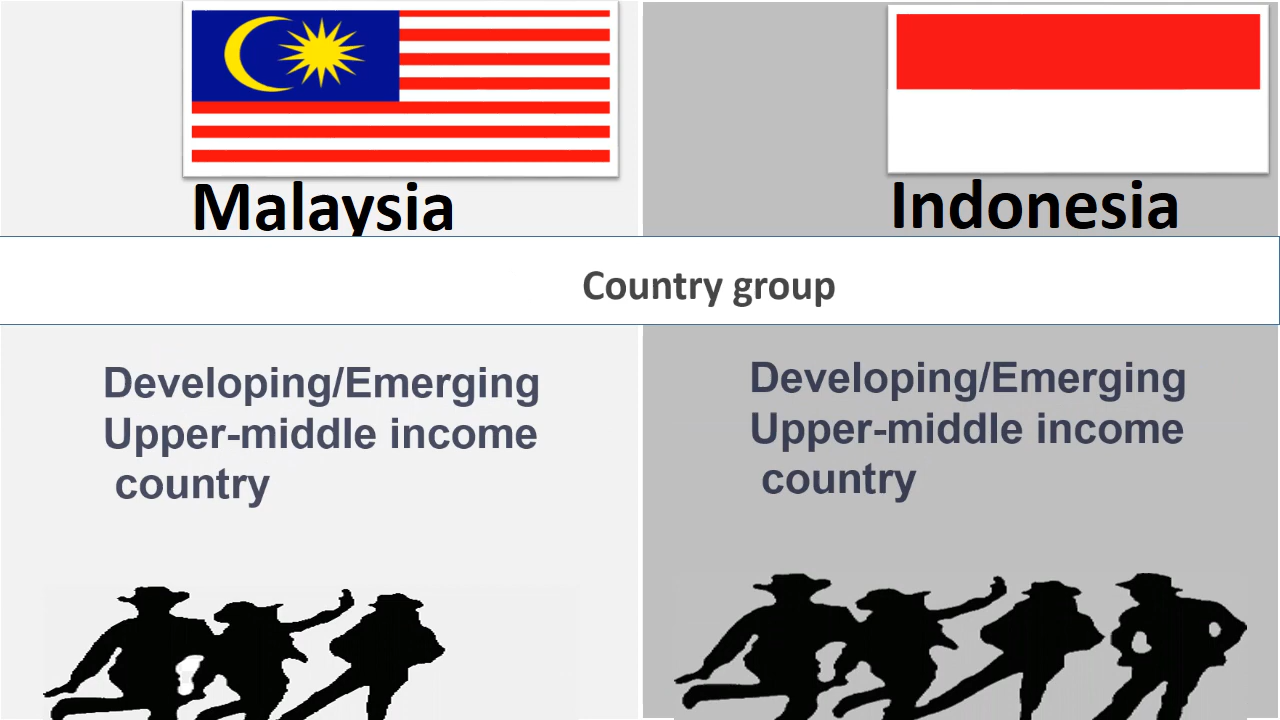 Malaysia
Indonesia
Country group
Developing/Emerging
Upper-middle income
country
Developing/Emerging
Upper-middle income
country